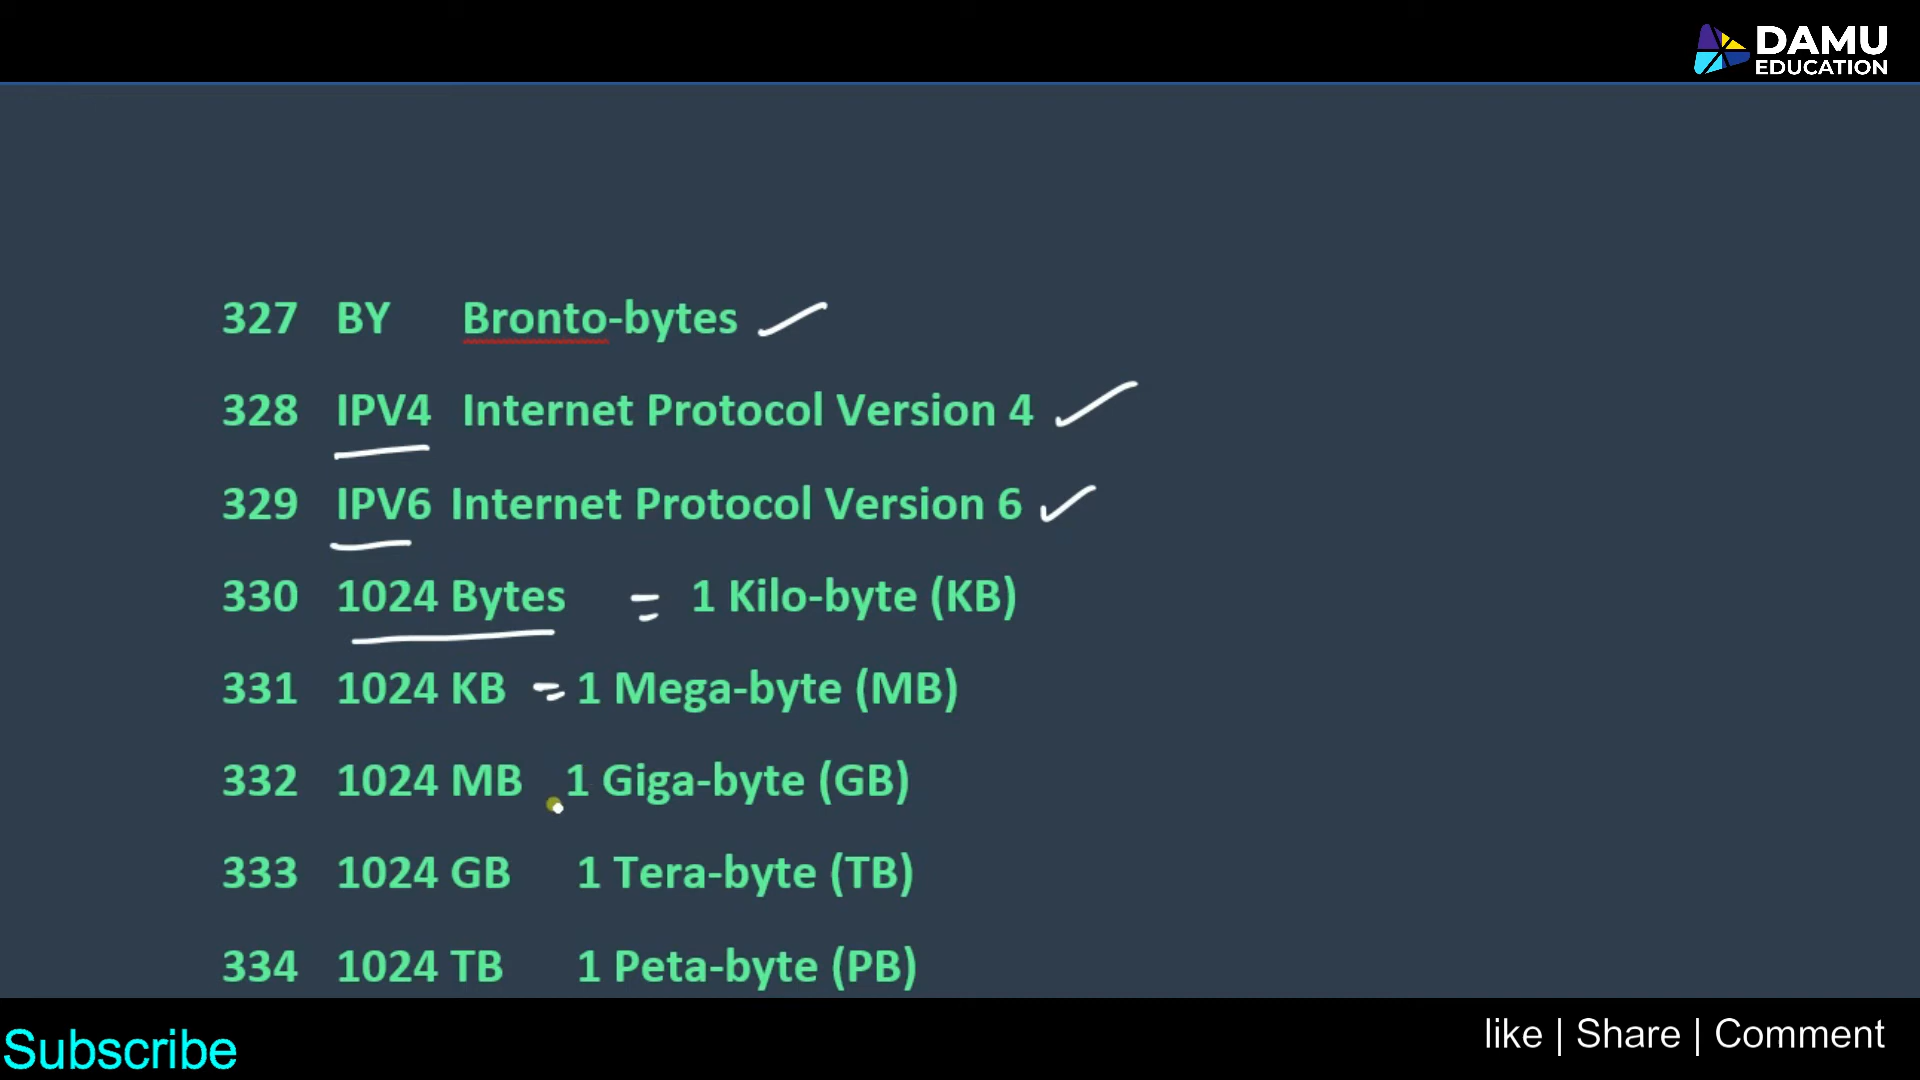 DAMU
EDUCATION
327 BY Bronto-bytes
328 IPV4 Internet Protocol Version 4
329 IPV6 Internet Protocol Version 6
330 1024 Bytes = 1 Kilo-byte (KB)
331 1024 KB = 1 Mega-byte (MB)
332 1024 MB 1 Giga-byte (GB)
333 1024 GB 1 Tera-byte (TB)
334 1024 TB 1 Peta-byte (PB)
Subscribe
like | Share | Comment